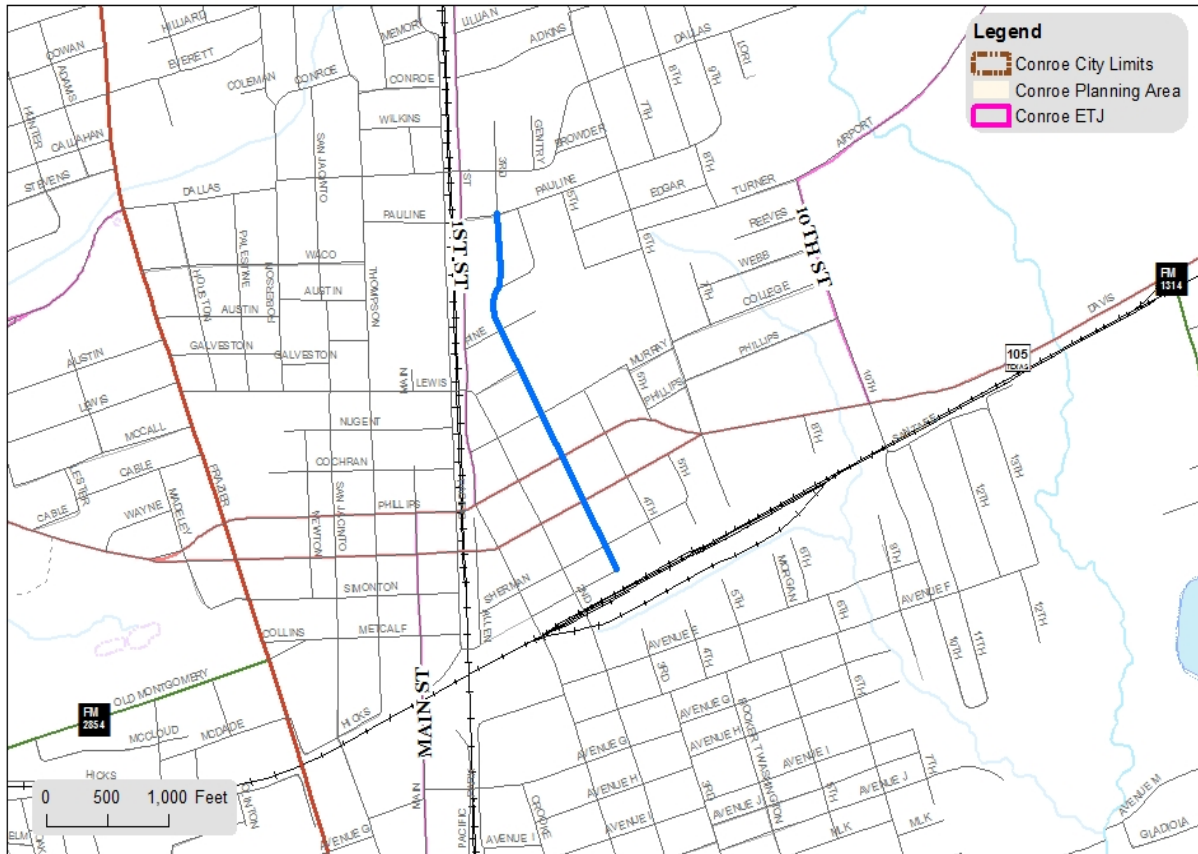 HILLIARD
MEMOR
LILLIAN
ADKINS
DALLAS
LORI
COWAN
EVERETT
ADAMS
COLEMAN
CONROE
CONROE
8TH
9TH
HUNTER
CALLAHAN
WILKINS
7TH
GENTRY
BROWDER
SAN JACINTO
3RD
STEVENS
DALLAS
ST
PAULINE
5TH
EDGAR
8TH
TURNER
AIRPORT
PAULINE
1ST ST
10TH ST
REEVES
WACO
PALESTINE
ROBERSON
HOUSTON
THOMPSON
6TH
WEBB
7TH
COLLEGE
AUSTIN
AUSTIN
GALVESTON
GALVESTON
PINE
MURRAY
PHILLIPS
5TH
PHILLIPS
10TH
DAVIS
FM
1314
105
TEXAS
AUSTIN
LEWIS
MAIN
LEWIS
MCCALL
NUGENT
8TH
SANTA FE
CABLE
LESTER
COCHRAN
5TH
13TH
12TH
CABLE
WAYNE
MADELEY
FRAZIER
NEWTON
SAN JACINTO
PHILLIPS
4TH
SIMONTON
SHERMAN
2ND
ALLEN
COLLINS
METCALF
MORGAN
6TH
9TH
5TH
6TH
AVENUE F
12TH
11TH
10TH
AVENUE F
4TH
3RD
OLD MONTGOMERY
FM
2854
MCCLOUD
MCDADE
HICKS
MAIN ST
6TH
AVENUE G
BOOKER T WASHINGTON
AVENUE G
AVENUE H
AVENUE I
7TH
HICKS
AVENUE H
3RD
AVENUE J
5TH
AVENUE J
AVENUE M
MAIN
PACIFIC
AVENUE I
AVENUE I
MLK
MLK
GLADIOLA
AVENUE G
Legend
Conroe City Limits
Conroe Planning Area
Conroe ETJ
0 500 1,000 Feet